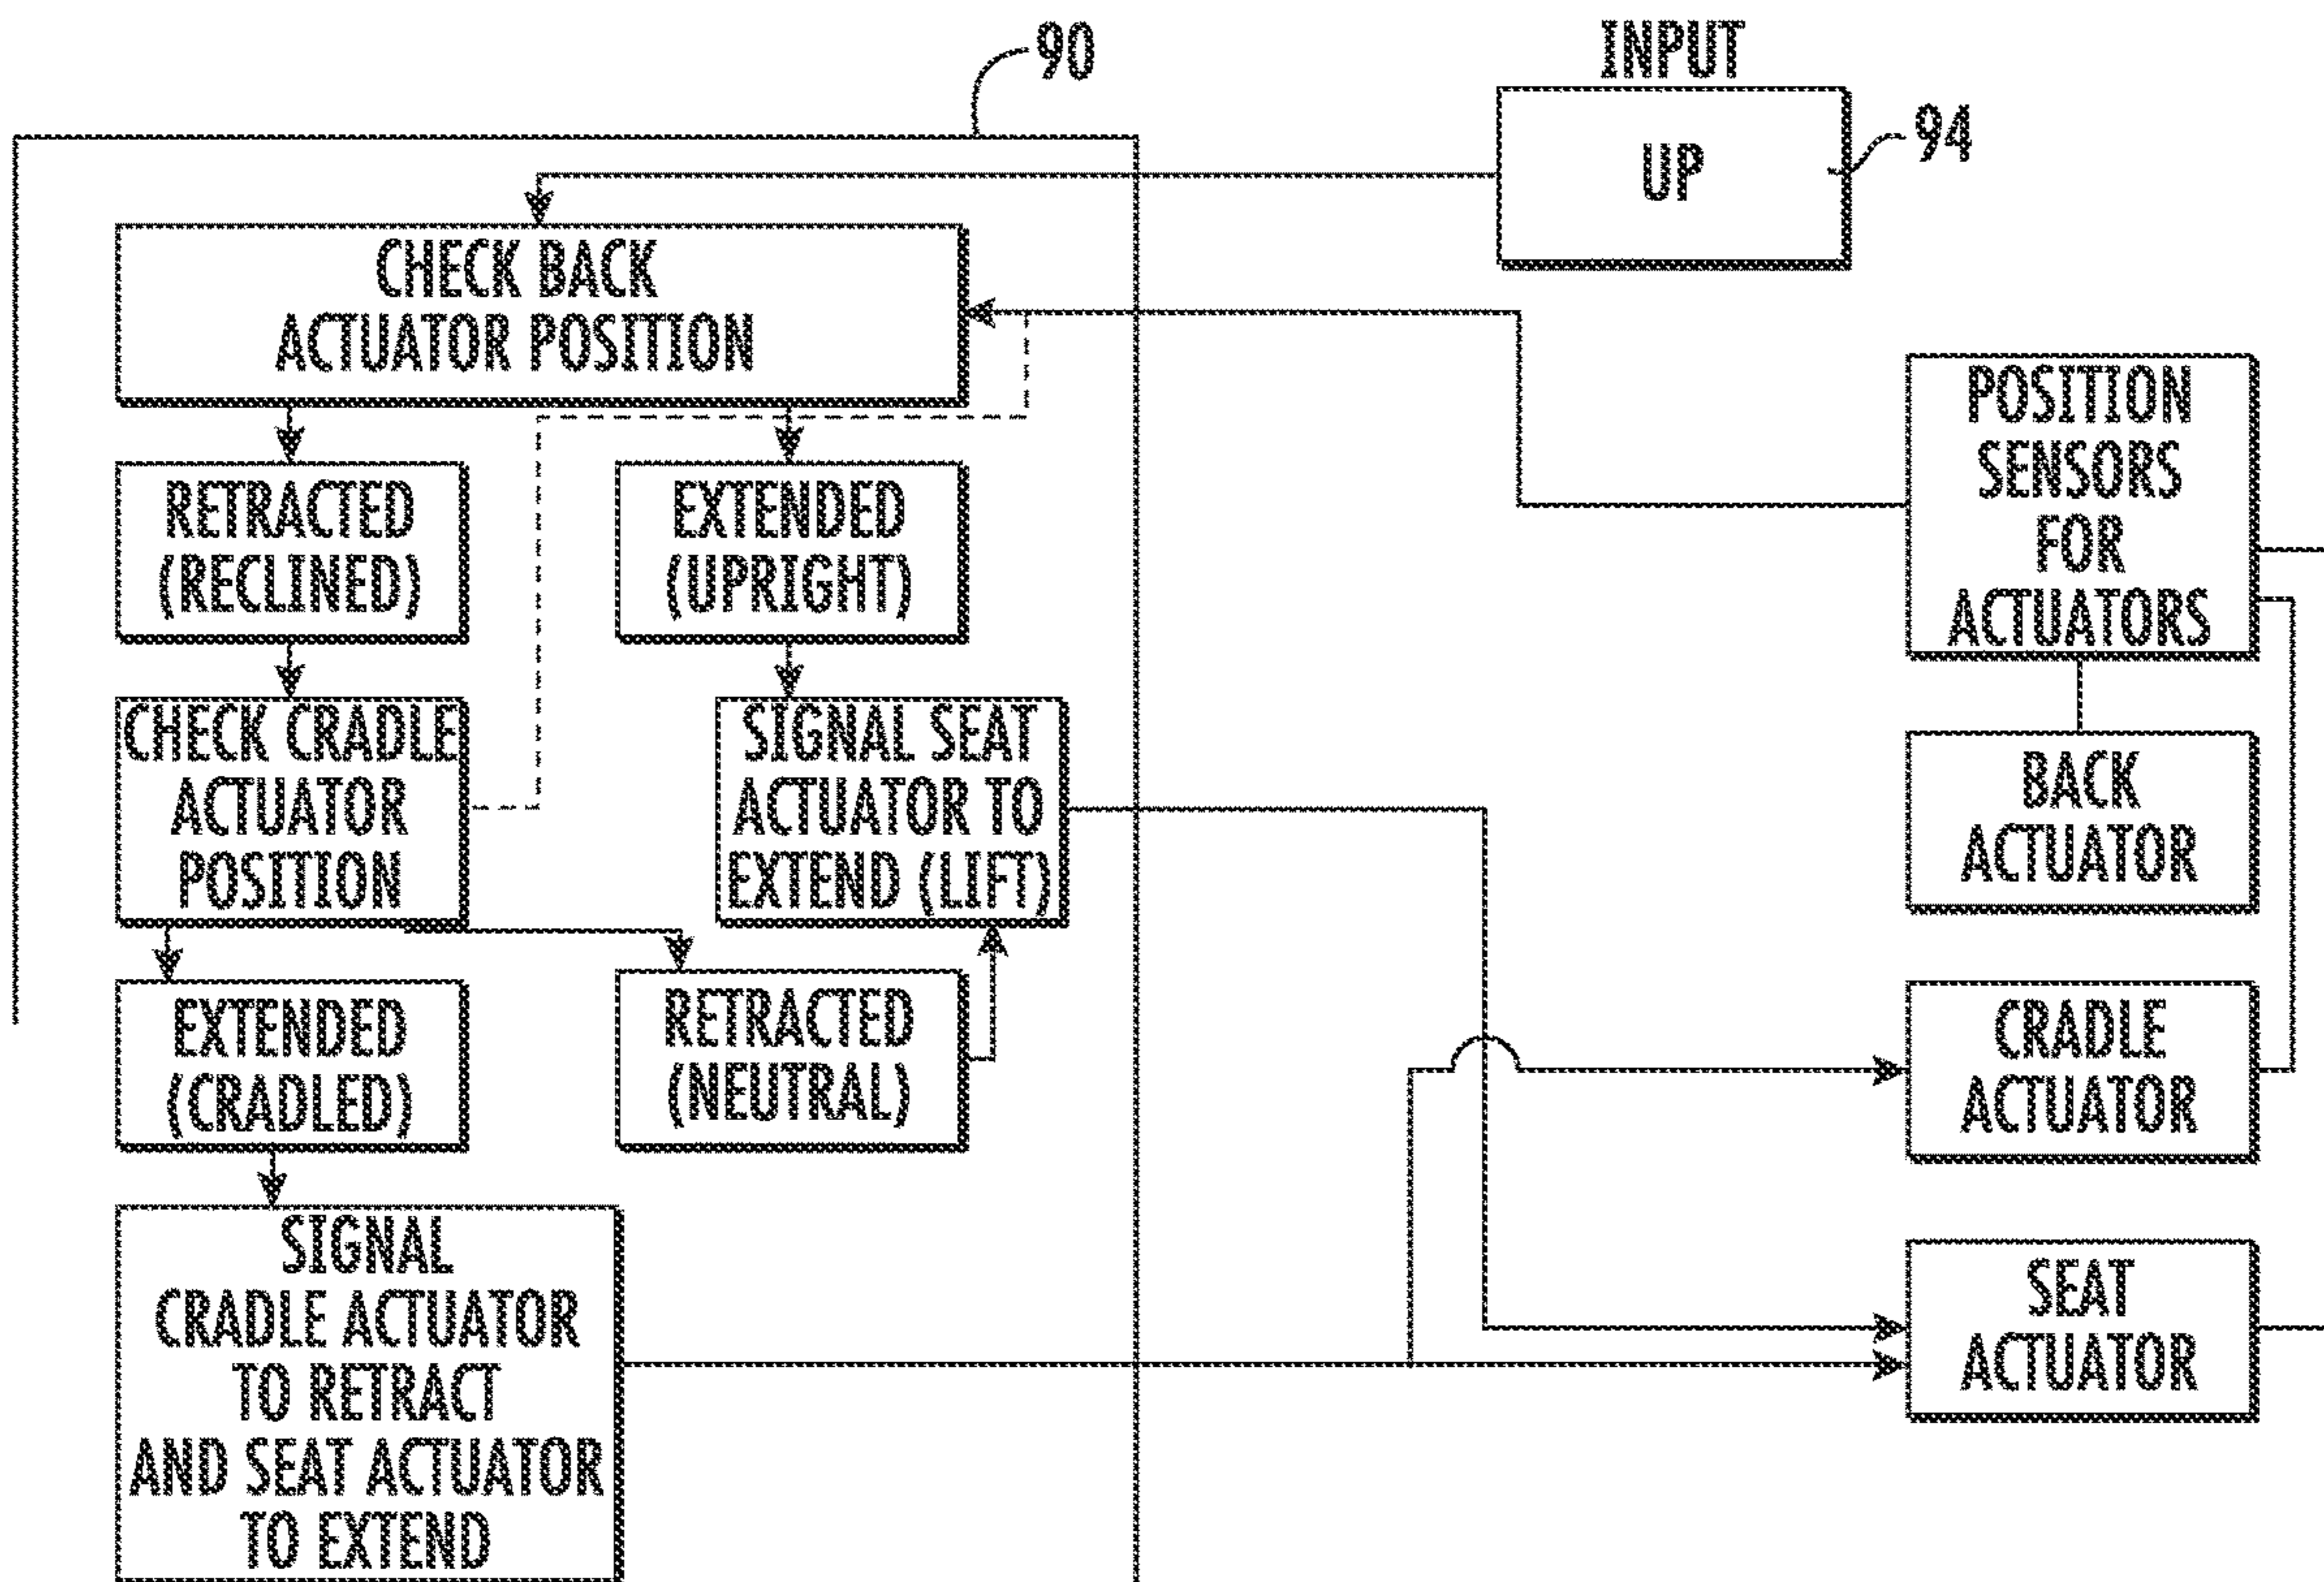 90
INPUT
UP
94
CHECK BACK
ACTUATOR POSITION
RETRACTED
(RECLINED)
EXTENDED
(UPRIGHT)
POSITION
SENSORS
FOR
ACTUATORS
CHECK CRADLE
ACTUATOR
POSITION
SIGNAL SEAT
ACTUATOR TO
EXTEND (LIFT)
BACK
ACTUATOR
EXTENDED
(CRADLED)
RETRACTED
(NEUTRAL)
CRADLE
ACTUATOR
SIGNAL
CRADLE ACTUATOR
TO RETRACT
AND SEAT ACTUATOR
TO EXTEND
SEAT
ACTUATOR